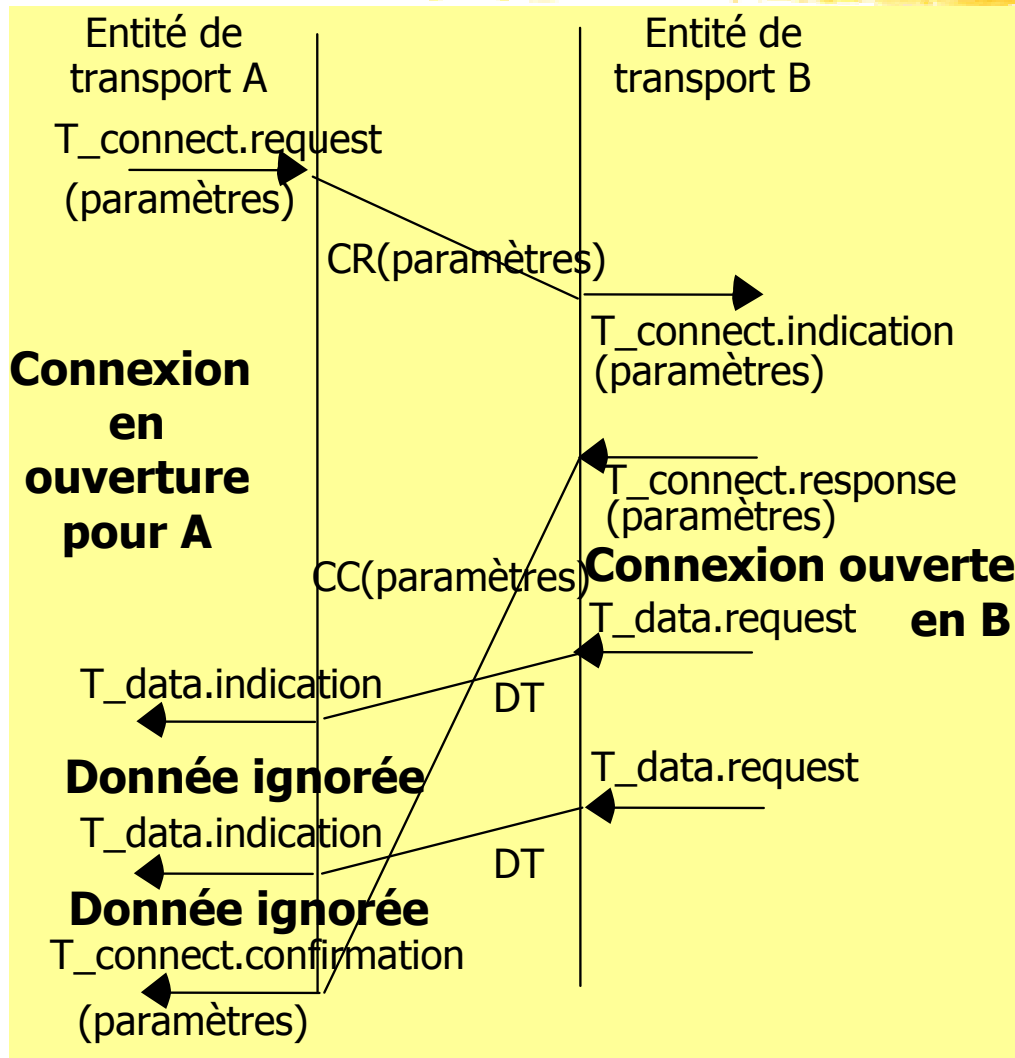 Entité de
transport A
Entité de
transport B
T_connect.request
(paramètres)
CR(paramètres)
T_connect.indication
(paramètres)
Connexion
en
ouverture
pour A
T_connect.response
(paramètres)
CC(paramètres)
Connexion ouverte
en B
T_data.request
T_data.indication
DT
Donnée ignorée
T_data.request
T_data.indication
DT
Donnée ignorée
T_connect.confirmation
(paramètres)